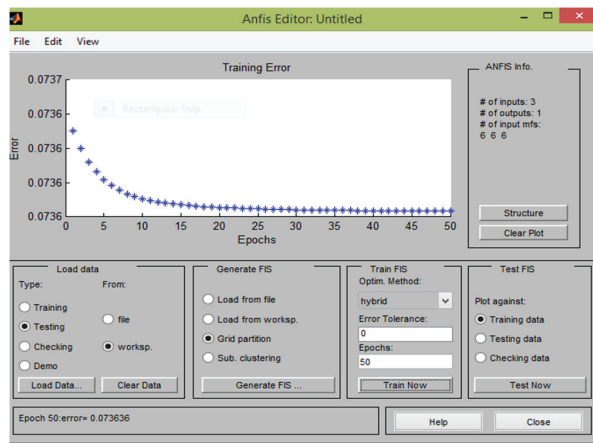 Anfis Editor: Untitled
File Edit View
Training Error
0.0737
0.0736
0.0736
0.0736
0.0736
Error
Rectangular Snip
0 5 10 15 20 25 30 35 40 45 50
Epochs
ANFIS Info.
# of inputs: 3
# of outputs: 1
# of input mfs:
6 6 6
Structure
Clear Plot
Load data
Type: From:
Training
Testing
Checking
Demo
file
worksp.
Load Data... Clear Data
Generate FIS
Load from file
Load from worksp.
Grid partition
Sub. clustering
Generate FIS ...
Train FIS
Optim. Method:
hybrid
Error Tolerance:
0
Epochs:
50
Train Now
Test FIS
Plot against:
Training data
Testing data
Checking data
Test Now
Epoch 50:error= 0.073636
Help Close